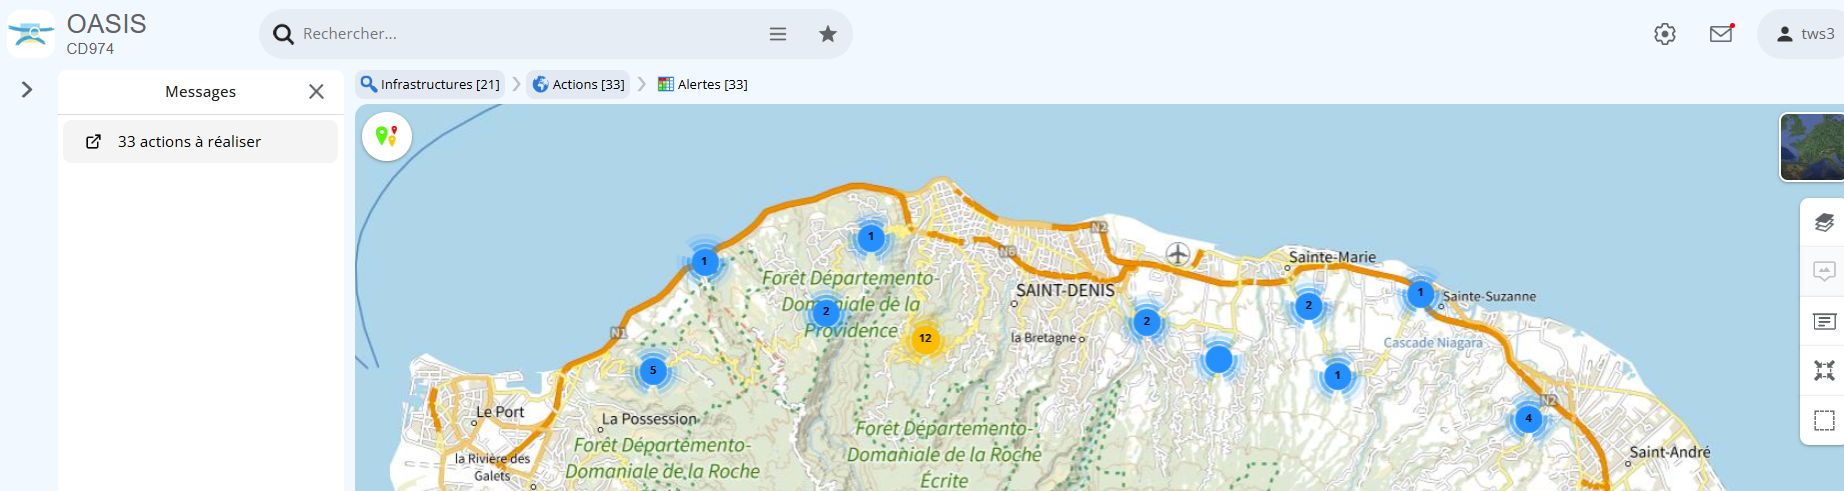 OASIS
CD974
Rechercher...
tws3
Messages
33 actions à réaliser
Infrastructures [21]
Actions [33]
Alertes [33]
1
1
2
12
5
2
2
1
1
4
N1
N2
N6
N2
Forêt Départemento-
Domaniale de la
Providence
SAINT-DENIS
la Bretagne
Sainte-Marie
Sainte-Suzanne
Cascade Niagara
Le Port
La Possession
la Rivière des
Galets
Forêt Départemento-
Domaniale de la Roche
Forêt Départemento-
Domaniale de la Roche
Écrite
Saint-André